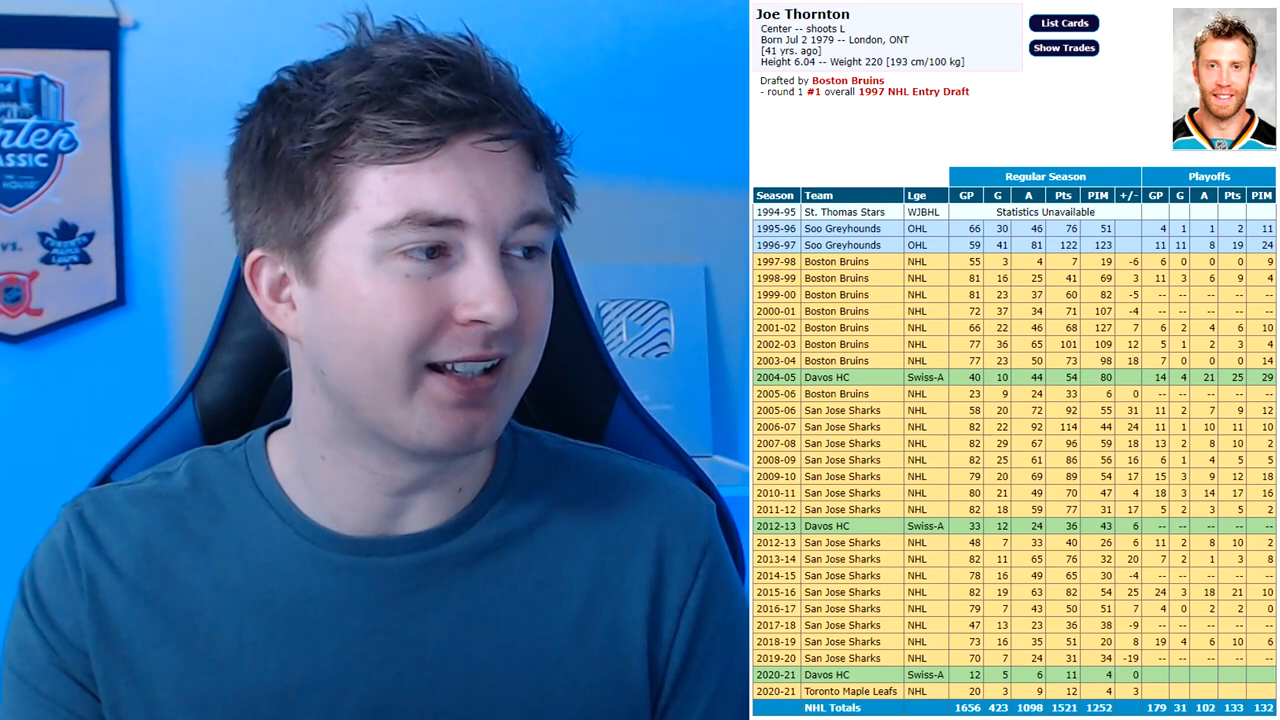 nter
CLASSIC
HOUSE
VS.
Joe Thornton
Center -- shoots L
Born Jul 2 1979 -- London, ONT
[41 yrs. ago]
Height 6.04 -- Weight 220 [193 cm/100 kg]
List Cards
Show Trades
Drafted by Boston Bruins
- round 1 #1 overall 1997 NHL Entry Draft
Regular Season Playoffs
Season Team Lge GP G A Pts PIM +/- GP G A Pts PIM
1994-95 St. Thomas Stars WJBHL Statistics Unavailable
1995-96 Soo Greyhounds OHL 66 30 46 76 51 4 1 1 2 11
1996-97 Soo Greyhounds OHL 59 41 81 122 123 11 11 8 19 24
1997-98 Boston Bruins NHL 55 3 4 7 19 -6 6 0 0 0 9
1998-99 Boston Bruins NHL 81 16 25 41 69 3 11 3 6 9 4
1999-00 Boston Bruins NHL 81 23 37 60 82 -5 -- -- -- -- --
2000-01 Boston Bruins NHL 72 37 34 71 107 -4 -- -- -- -- --
2001-02 Boston Bruins NHL 66 22 46 68 127 7 6 2 4 6 10
2002-03 Boston Bruins NHL 77 36 65 101 109 12 5 1 2 3 4
2003-04 Boston Bruins NHL 77 23 50 73 98 18 7 0 0 0 14
2004-05 Davos HC Swiss-A 40 10 44 54 80 14 4 21 25 29
2005-06 Boston Bruins NHL 23 9 24 33 6 0 -- -- -- -- --
2005-06 San Jose Sharks NHL 58 20 72 92 55 31 11 2 7 9 12
2006-07 San Jose Sharks NHL 82 22 92 114 44 24 11 1 10 11 10
2007-08 San Jose Sharks NHL 82 29 67 96 59 18 13 2 8 10 2
2008-09 San Jose Sharks NHL 82 25 61 86 56 16 6 1 4 5 5
2009-10 San Jose Sharks NHL 79 20 69 89 54 17 15 3 9 12 18
2010-11 San Jose Sharks NHL 80 21 49 70 47 4 18 3 14 17 16
2011-12 San Jose Sharks NHL 82 18 59 77 31 17 5 2 3 5 2
2012-13 Davos HC Swiss-A 33 12 24 36 43 6 -- -- -- -- --
2012-13 San Jose Sharks NHL 48 7 33 40 26 6 11 2 8 10 2
2013-14 San Jose Sharks NHL 82 11 65 76 32 20 7 2 1 3 8
2014-15 San Jose Sharks NHL 78 16 49 65 30 -4 -- -- -- -- --
2015-16 San Jose Sharks NHL 82 19 63 82 54 25 24 3 18 21 10
2016-17 San Jose Sharks NHL 79 7 43 50 51 7 4 0 2 2 0
2017-18 San Jose Sharks NHL 47 13 23 36 38 -9 -- -- -- -- --
2018-19 San Jose Sharks NHL 73 16 35 51 20 8 19 4 6 10 6
2019-20 San Jose Sharks NHL 70 7 24 31 34 -19 -- -- -- -- --
2020-21 Davos HC Swiss-A 12 5 6 11 4 0
2020-21 Toronto Maple Leafs NHL 20 3 9 12 4 3
NHL Totals 1656 423 1098 1521 1252 179 31 102 133 132